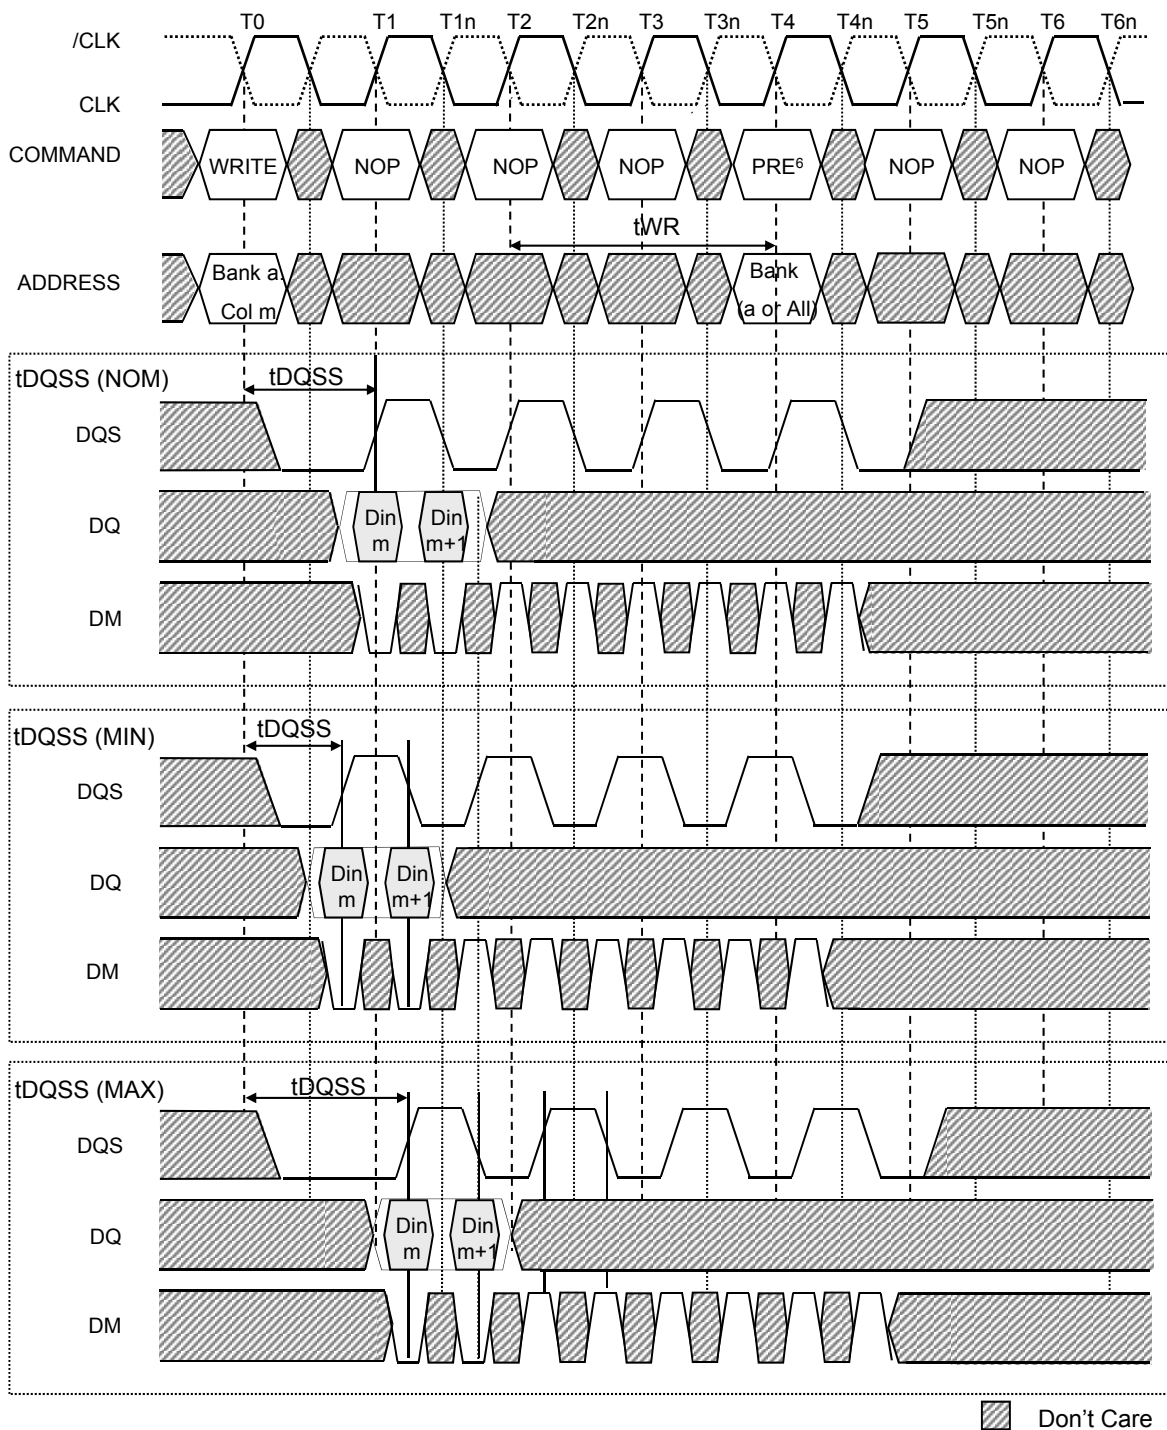 T0 T1 T1n T2 T2n T3 T3n T4 T4n T5 T5n T6 T6n
/CLK
CLK
COMMAND WRITE NOP NOP NOP PRE⁶ NOP NOP
tWR
ADDRESS Bank a, Bank
Col m (a or All)
tDQSS (NOM) tDQSS
DQS
DQ Din Din
m m+1
DM
tDQSS (MIN) tDQSS
DQS
DQ Din Din
m m+1
DM
tDQSS (MAX) tDQSS
DQS
DQ Din Din
m m+1
DM
Don't Care